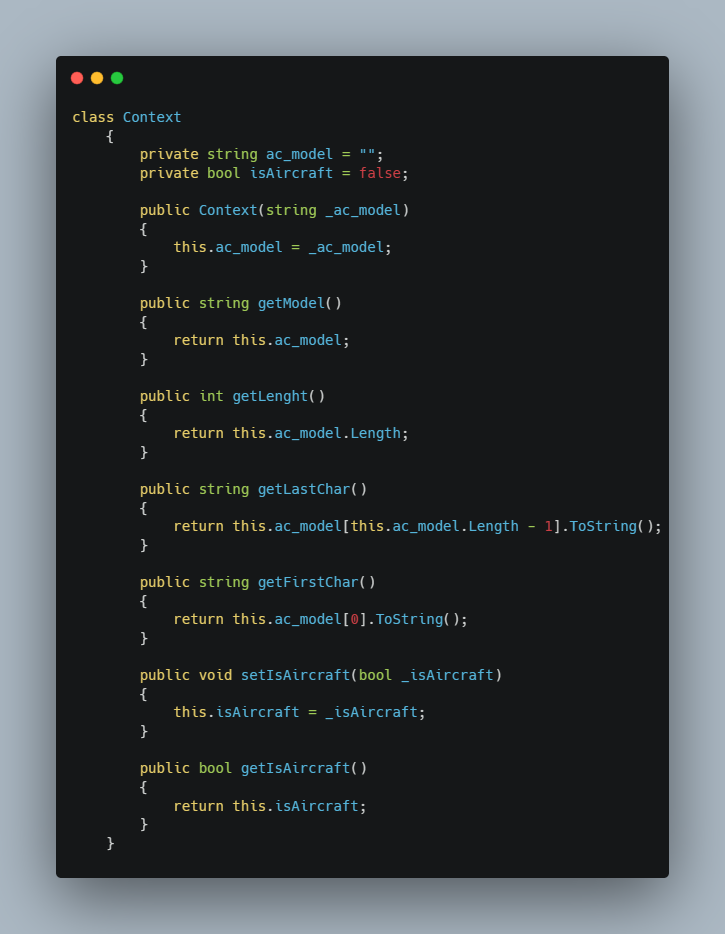 class Context
    {
        private string ac_model = "";
        private bool isAircraft = false;

        public Context(string _ac_model)
        {
            this.ac_model = _ac_model;
        }

        public string getModel()
        {
            return this.ac_model;
        }

        public int getLenght()
        {
            return this.ac_model.Length;
        }

        public string getLastChar()
        {
            return this.ac_model[this.ac_model.Length - 1].ToString();
        }

        public string getFirstChar()
        {
            return this.ac_model[0].ToString();
        }

        public void setIsAircraft(bool _isAircraft)
        {
            this.isAircraft = _isAircraft;
        }

        public bool getIsAircraft()
        {
            return this.isAircraft;
        }
    }